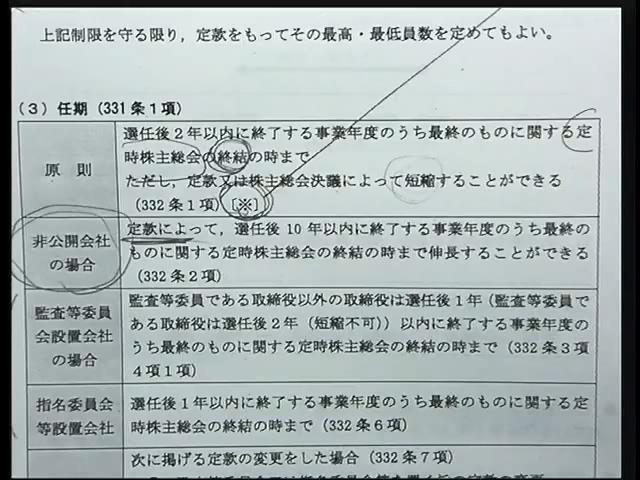 上記制限を守る限り，定款をもってその最高・最低員数を定めてもよい。
（3）任期（331条1項）
原則
選任後2年以内に終了する事業年度のうち最終のものに関する定
時株主総会の終結の時まで
ただし，定款又は株主総会決議によって短縮することができる
（332条1項）［※］
非公開会社
の場合
定款によって，選任後10年以内に終了する事業年度のうち最終の
ものに関する定時株主総会の終結の時まで伸長することができる
（332条2項）
監査等委員
会設置会社
の場合
監査等委員である取締役以外の取締役は選任後1年（監査等委員で
ある取締役は選任後2年（短縮不可））以内に終了する事業年度の
うち最終のものに関する定時株主総会の終結の時まで（332条3項
4項1項）
指名委員会
等設置会社
選任後1年以内に終了する事業年度のうち最終のものに関する定
時株主総会の終結の時まで（332条6項）
次に掲げる定款の変更をした場合（332条7項）